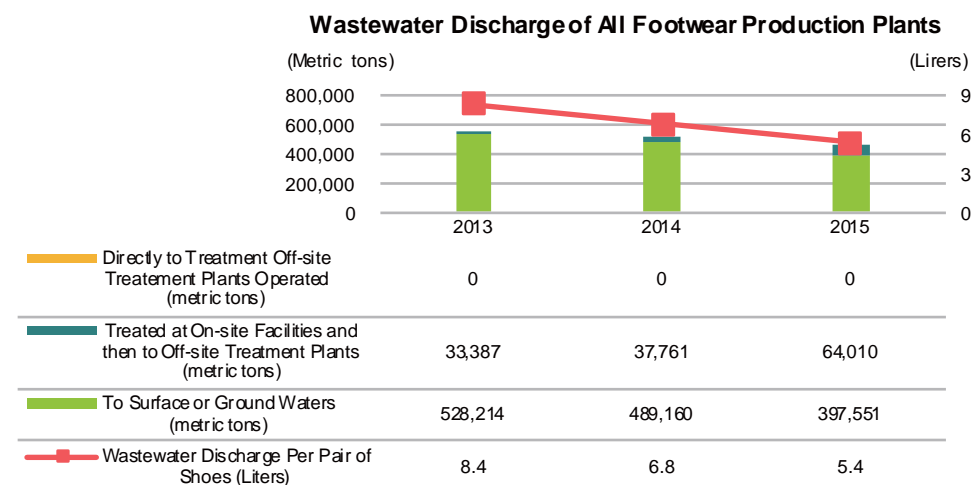 Wastewater Discharge of All Footwear Production Plants
(Metric tons)
(Lirers)
800,000
600,000
400,000
200,000
0
9
6
3
0
2013
2014
2015
Directly to Treatment Off-site
Treatement Plants Operated
(metric tons)
0
0
0
Treated at On-site Facilities and
then to Off-site Treatment Plants
(metric tons)
33,387
37,761
64,010
To Surface or Ground Waters
(metric tons)
528,214
489,160
397,551
Wastewater Discharge Per Pair of
Shoes (Liters)
8.4
6.8
5.4